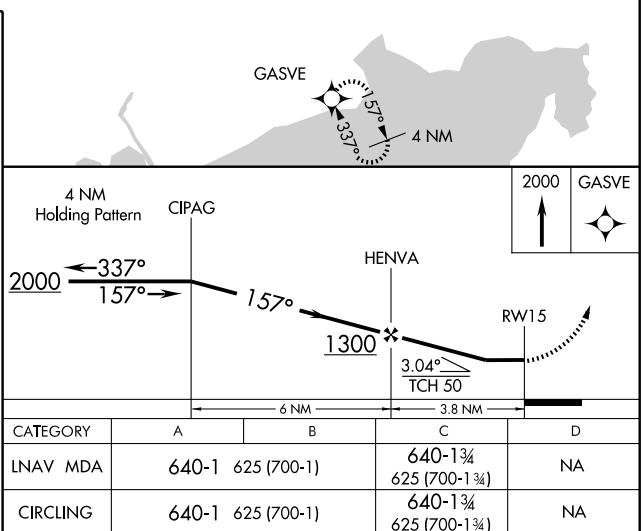 GASVE
157°
337°
4 NM
4 NM
Holding Pattern
CIPAG
2000
GASVE
HENVA
337°
2000
157°
157°
RW15
1300
3.04°
TCH 50
6 NM
3.8 NM
CATEGORY A B C D
LNAV MDA 640-1 625 (700-1) 640-1¾ 625 (700-1¾) NA
CIRCLING 640-1 625 (700-1) 640-1¾ 625 (700-1¾) NA